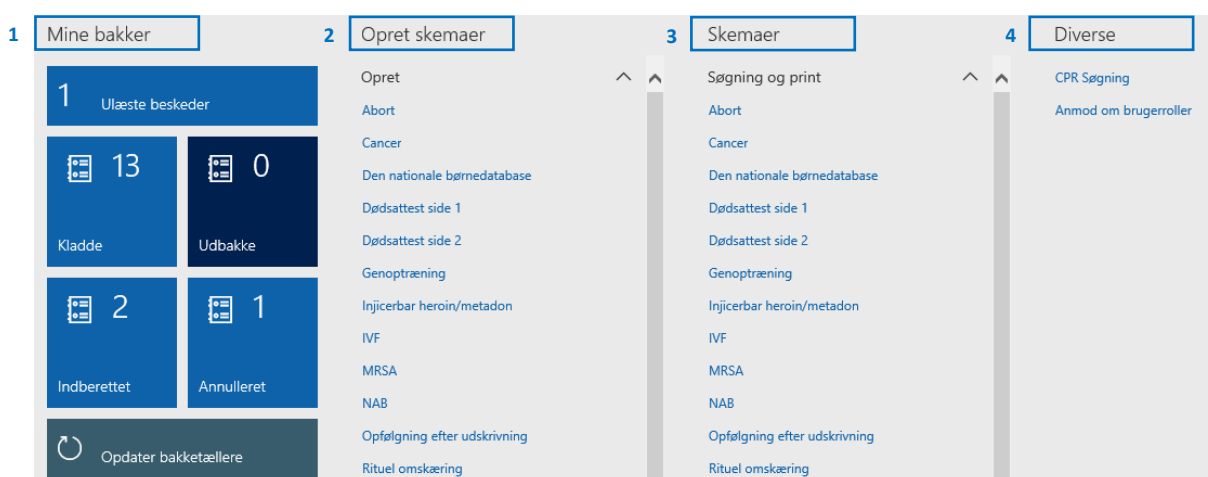 1 Mine bakker
1 Ulæste beskeder
13
Kladde
0
Udbakke
2
Indberettet
1
Annulleret
Opdater bakketællere
2 Opret skemaer
Opret
Abort
Cancer
Den nationale børnedatabase
Dødsattest side 1
Dødsattest side 2
Genoptræning
Injicerbar heroin/metadon
IVF
MRSA
NAB
Opfølgning efter udskrivning
Rituel omskæring
3 Skemaer
Søgning og print
Abort
Cancer
Den nationale børnedatabase
Dødsattest side 1
Dødsattest side 2
Genoptræning
Injicerbar heroin/metadon
IVF
MRSA
NAB
Opfølgning efter udskrivning
Rituel omskæring
4 Diverse
CPR Søgning
Anmod om brugerroller